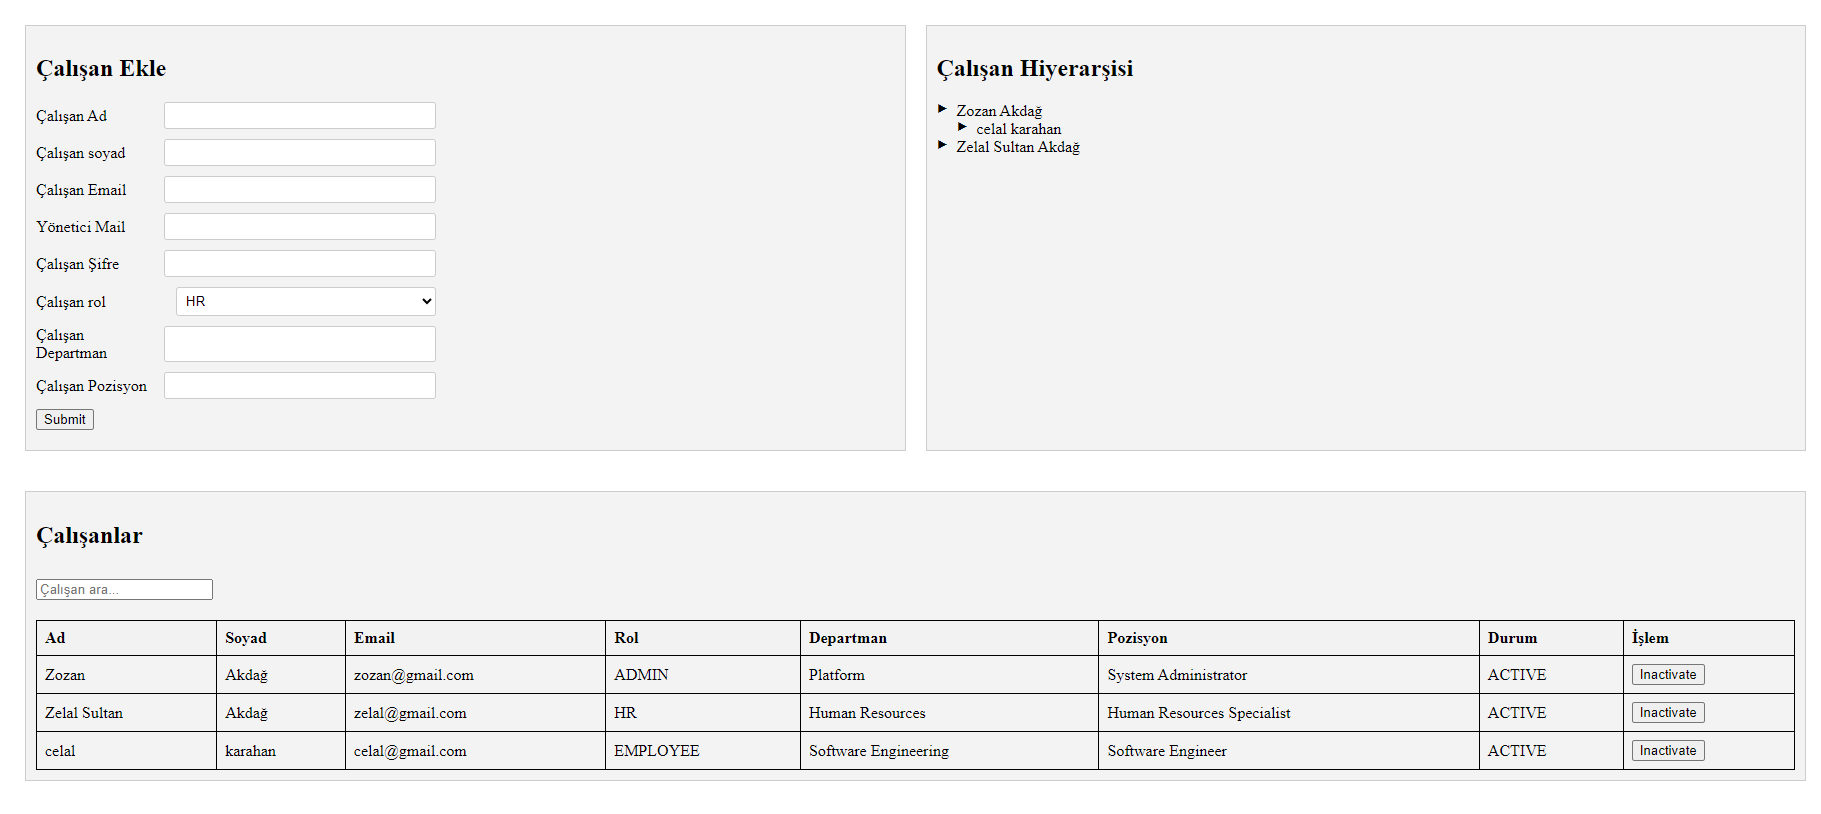 Çalışan Ekle
Çalışan Ad
Çalışan soyad
Çalışan Email
Yönetici Mail
Çalışan Şifre
Çalışan rol HR
Çalışan
Departman
Çalışan Pozisyon
Submit
Çalışan Hiyerarşisi
Zozan Akdağ
celal karahan
Zelal Sultan Akdağ
Çalışanlar
Çalışan ara...
Ad Soyad Email Rol Departman Pozisyon Durum İşlem
Zozan Akdağ zozan@gmail.com ADMIN Platform System Administrator ACTIVE Inactivate
Zelal Sultan Akdağ zelal@gmail.com HR Human Resources Human Resources Specialist ACTIVE Inactivate
celal karahan celal@gmail.com EMPLOYEE Software Engineering Software Engineer ACTIVE Inactivate